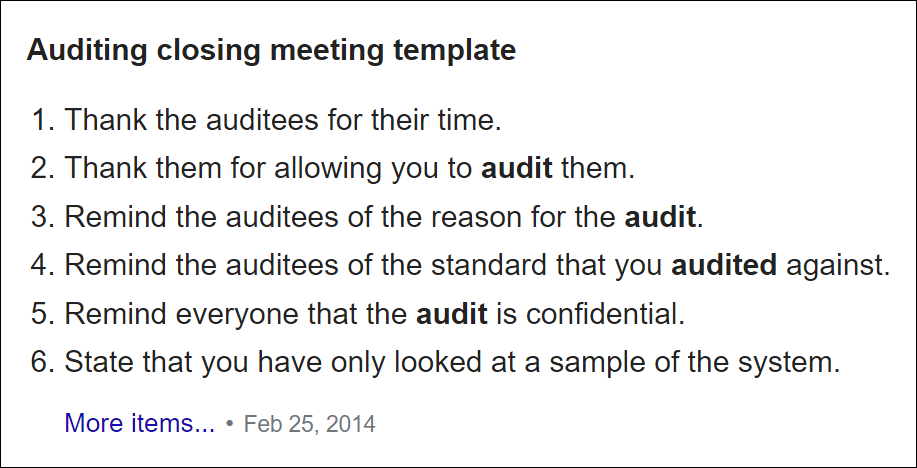 Auditing closing meeting template
1. Thank the auditees for their time.
2. Thank them for allowing you to audit them.
3. Remind the auditees of the reason for the audit.
4. Remind the auditees of the standard that you audited against.
5. Remind everyone that the audit is confidential.
6. State that you have only looked at a sample of the system.
More items... • Feb 25, 2014